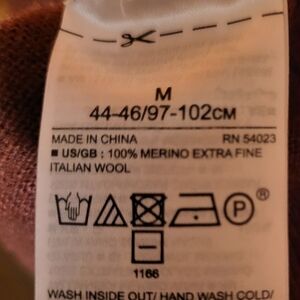 M
44-46/97-102CM
MADE IN CHINA RN 54023
■ US/GB : 100% MERINO EXTRA FINE
ITALIAN WOOL
P ®
1166
WASH INSIDE OUT/ HAND WASH COLD/